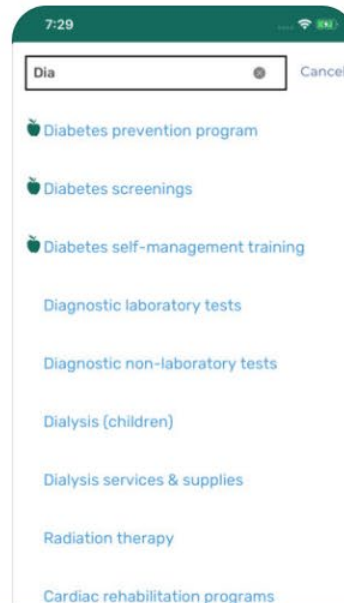 7:29
Dia
Cancel
Diabetes prevention program
Diabetes screenings
Diabetes self-management training
Diagnostic laboratory tests
Diagnostic non-laboratory tests
Dialysis (children)
Dialysis services & supplies
Radiation therapy
Cardiac rehabilitation programs